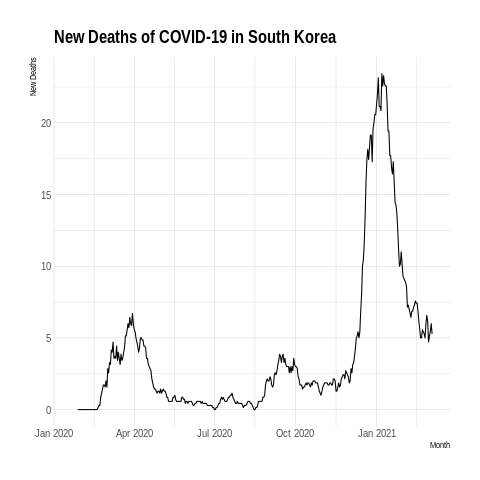 New Deaths of COVID-19 in South Korea
New Deaths
20
15
10
5
0
Jan 2020 Apr 2020 Jul 2020 Oct 2020 Jan 2021
Month